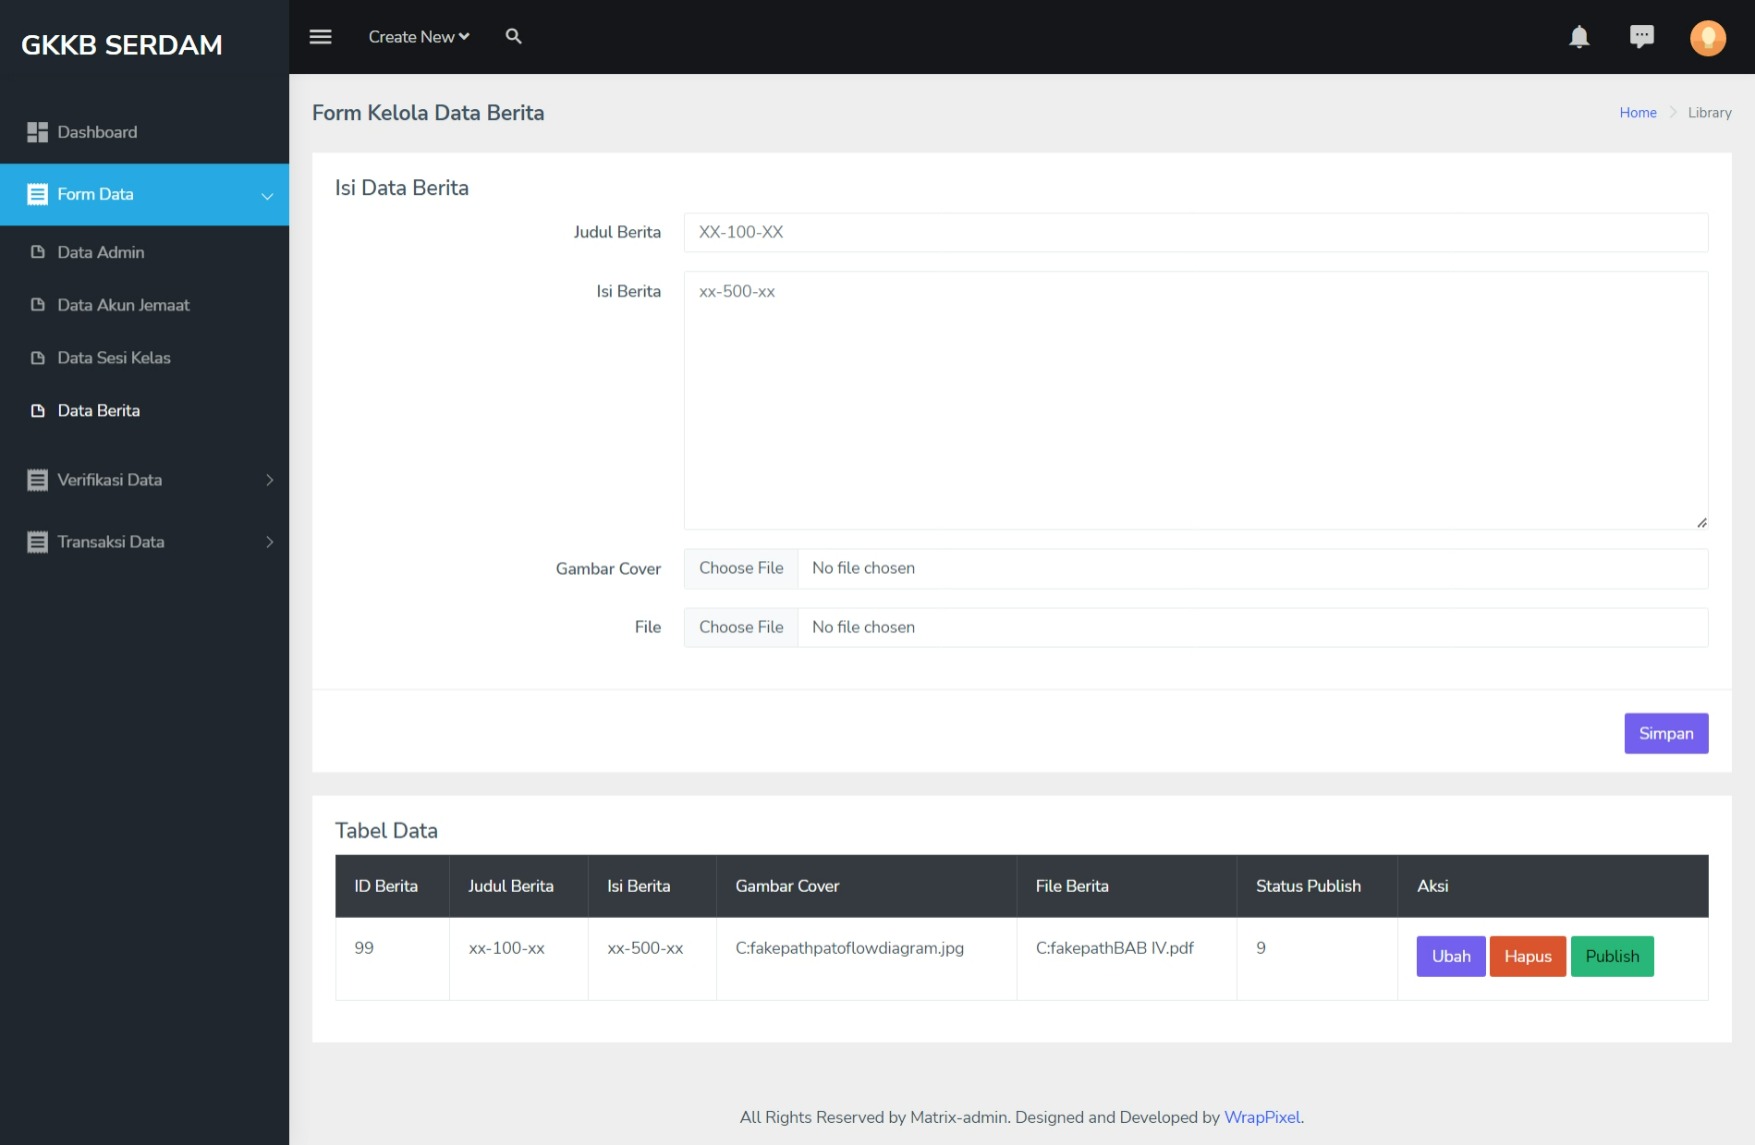 GKKB SERDAM
Create New
Dashboard
Form Data
Data Admin
Data Akun Jemaat
Data Sesi Kelas
Data Berita
Verifikasi Data
Transaksi Data
Form Kelola Data Berita
Home
Library
Isi Data Berita
Judul Berita
XX-100-XX
Isi Berita
xx-500-xx
Gambar Cover
Choose File
No file chosen
File
Choose File
No file chosen
Simpan
Tabel Data
ID Berita Judul Berita Isi Berita Gambar Cover File Berita Status Publish Aksi
99 xx-100-xx xx-500-xx C:fakepathpatoflowdiagram.jpg C:fakepathBAB IV.pdf 9 Ubah Hapus Publish
All Rights Reserved by Matrix-admin. Designed and Developed by WrapPixel.